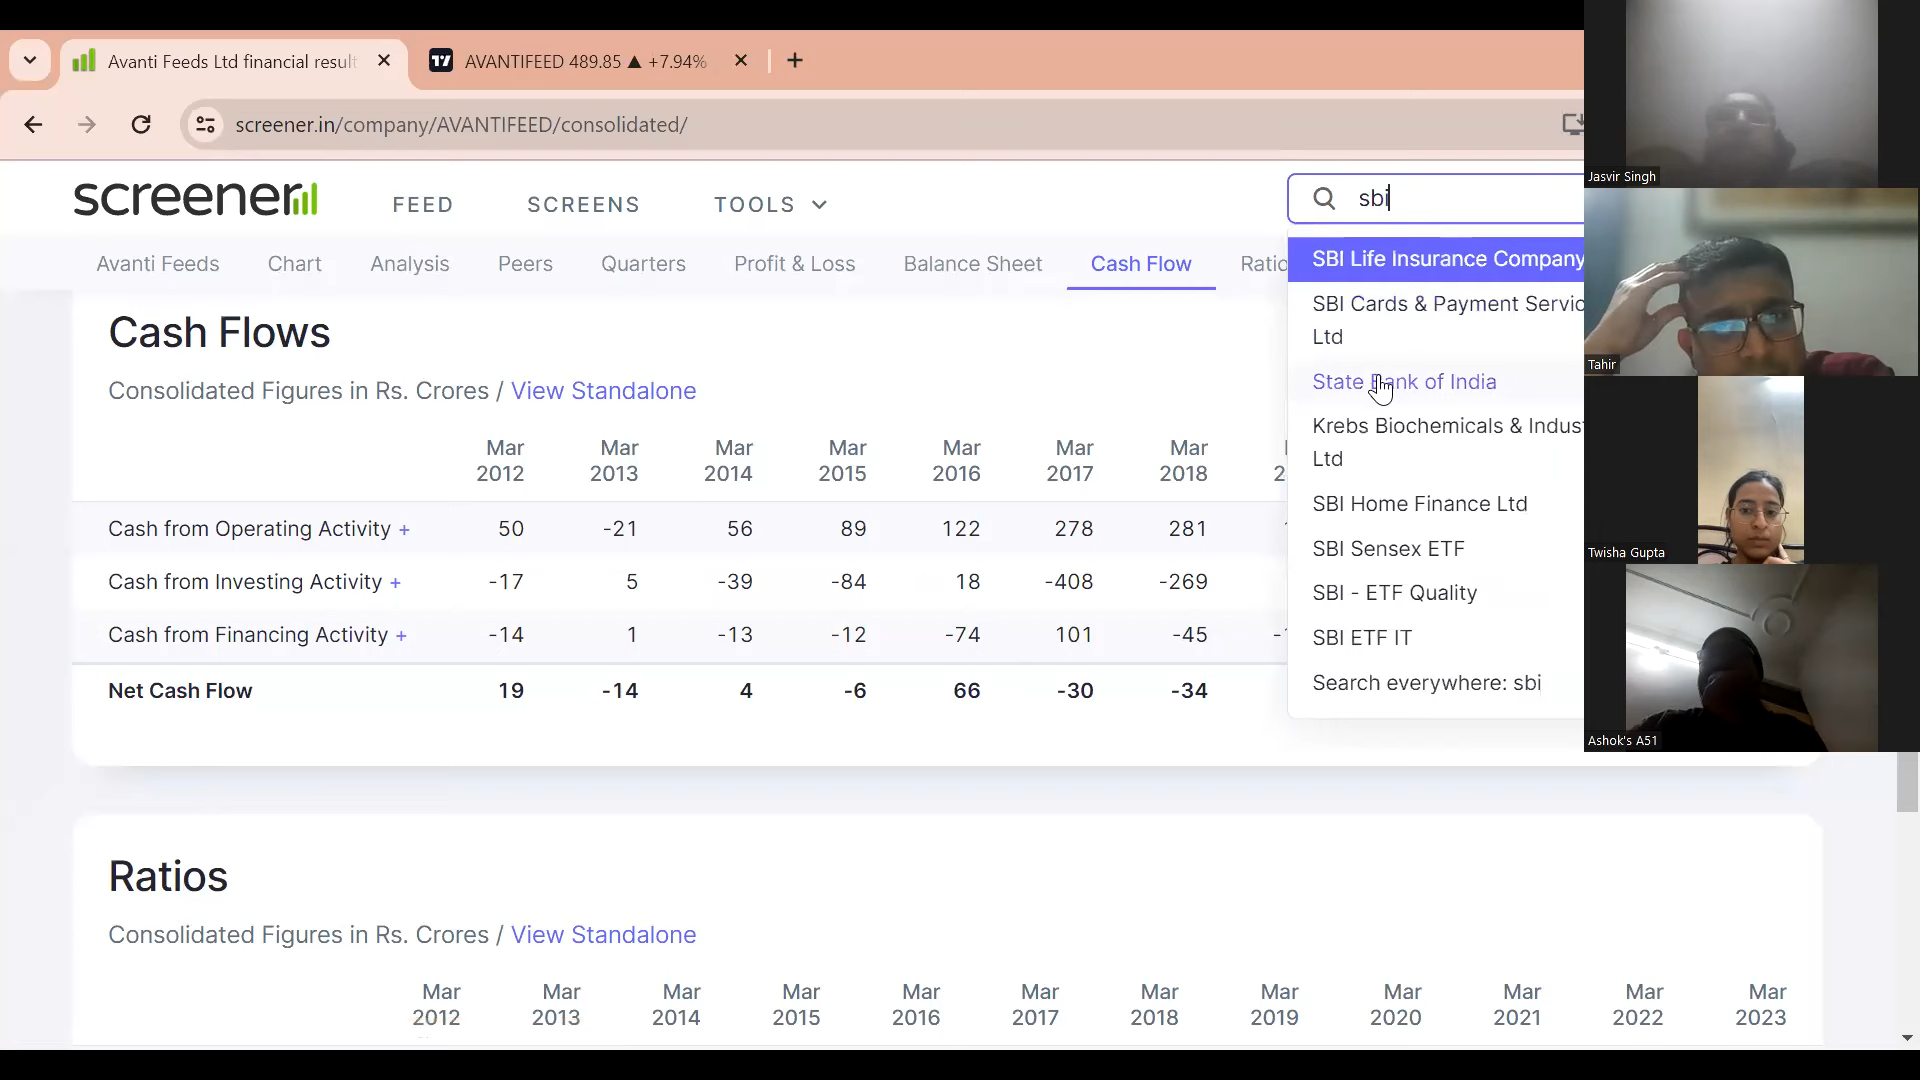 Avanti Feeds Ltd financial result
AVANTIFEED 489.85 ▲ +7.94%
screener.in/company/AVANTIFEED/consolidated/
screener
FEED SCREENS TOOLS
sbi
Avanti Feeds Chart Analysis Peers Quarters Profit & Loss Balance Sheet Cash Flow Ratio
SBI Life Insurance Company
SBI Cards & Payment Servic
Ltd
State Bank of India
Krebs Biochemicals & Indust
Ltd
SBI Home Finance Ltd
SBI Sensex ETF
SBI - ETF Quality
SBI ETF IT
Search everywhere: sbi
Cash Flows
Consolidated Figures in Rs. Crores / View Standalone
Mar 2012 Mar 2013 Mar 2014 Mar 2015 Mar 2016 Mar 2017 Mar 2018
Cash from Operating Activity + 50 -21 56 89 122 278 281
Cash from Investing Activity + -17 5 -39 -84 18 -408 -269
Cash from Financing Activity + -14 1 -13 -12 -74 101 -45
Net Cash Flow 19 -14 4 -6 66 -30 -34
Ratios
Consolidated Figures in Rs. Crores / View Standalone
Mar 2012 Mar 2013 Mar 2014 Mar 2015 Mar 2016 Mar 2017 Mar 2018 Mar 2019 Mar 2020 Mar 2021 Mar 2022 Mar 2023
Jasvir Singh
Tahir
Twisha Gupta
Ashok's A51